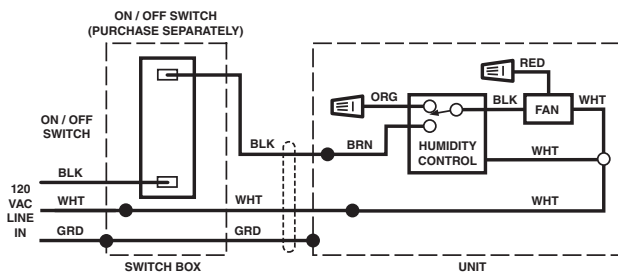 ON / OFF SWITCH
(PURCHASE SEPARATELY)
RED
ORG
BLK
FAN
WHT
ON / OFF
SWITCH
BLK
BRN
HUMIDITY
CONTROL
WHT
BLK
120
VAC
LINE
IN
WHT
WHT
WHT
GRD
GRD
SWITCH BOX
UNIT